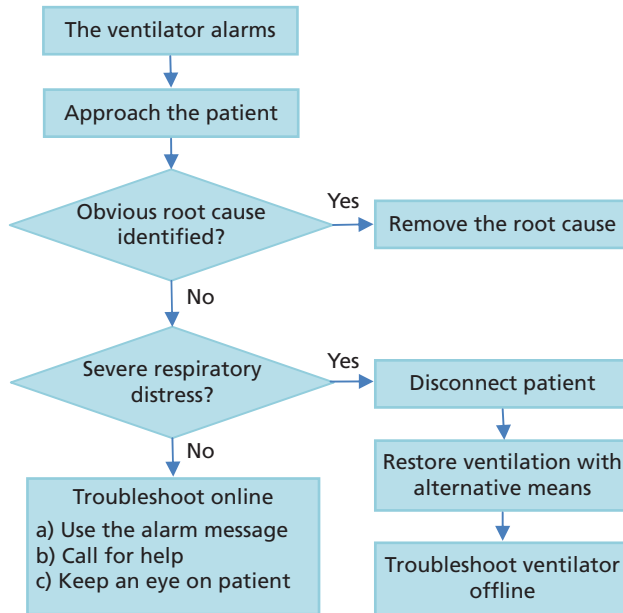 The ventilator alarms
Approach the patient
Obvious root cause
identified?
Yes
Remove the root cause
No
Severe respiratory
distress?
Yes
Disconnect patient
No
Restore ventilation with
alternative means
Troubleshoot online
a) Use the alarm message
b) Call for help
c) Keep an eye on patient
Troubleshoot ventilator
offline